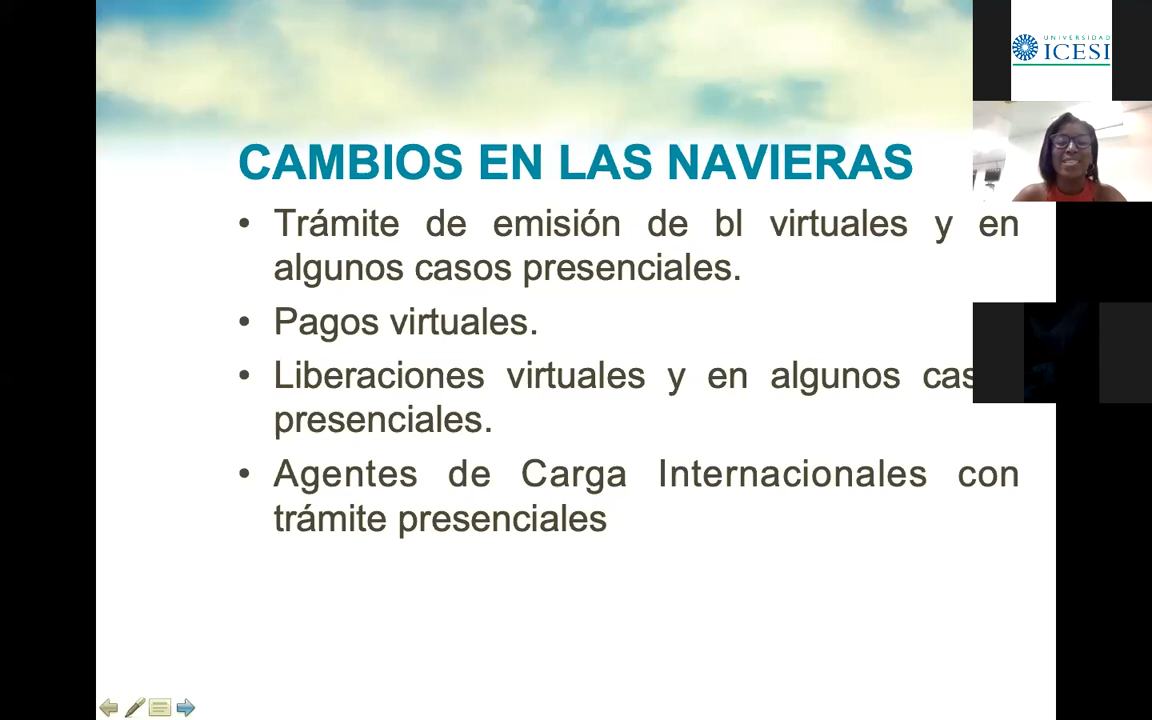 UNIVERSIDAD
ICESI
CAMBIOS EN LAS NAVIERAS
• Trámite de emisión de bl virtuales y en
algunos casos presenciales.
• Pagos virtuales.
• Liberaciones virtuales y en algunos
presenciales.
• Agentes de Carga Internacionales con
trámite presenciales